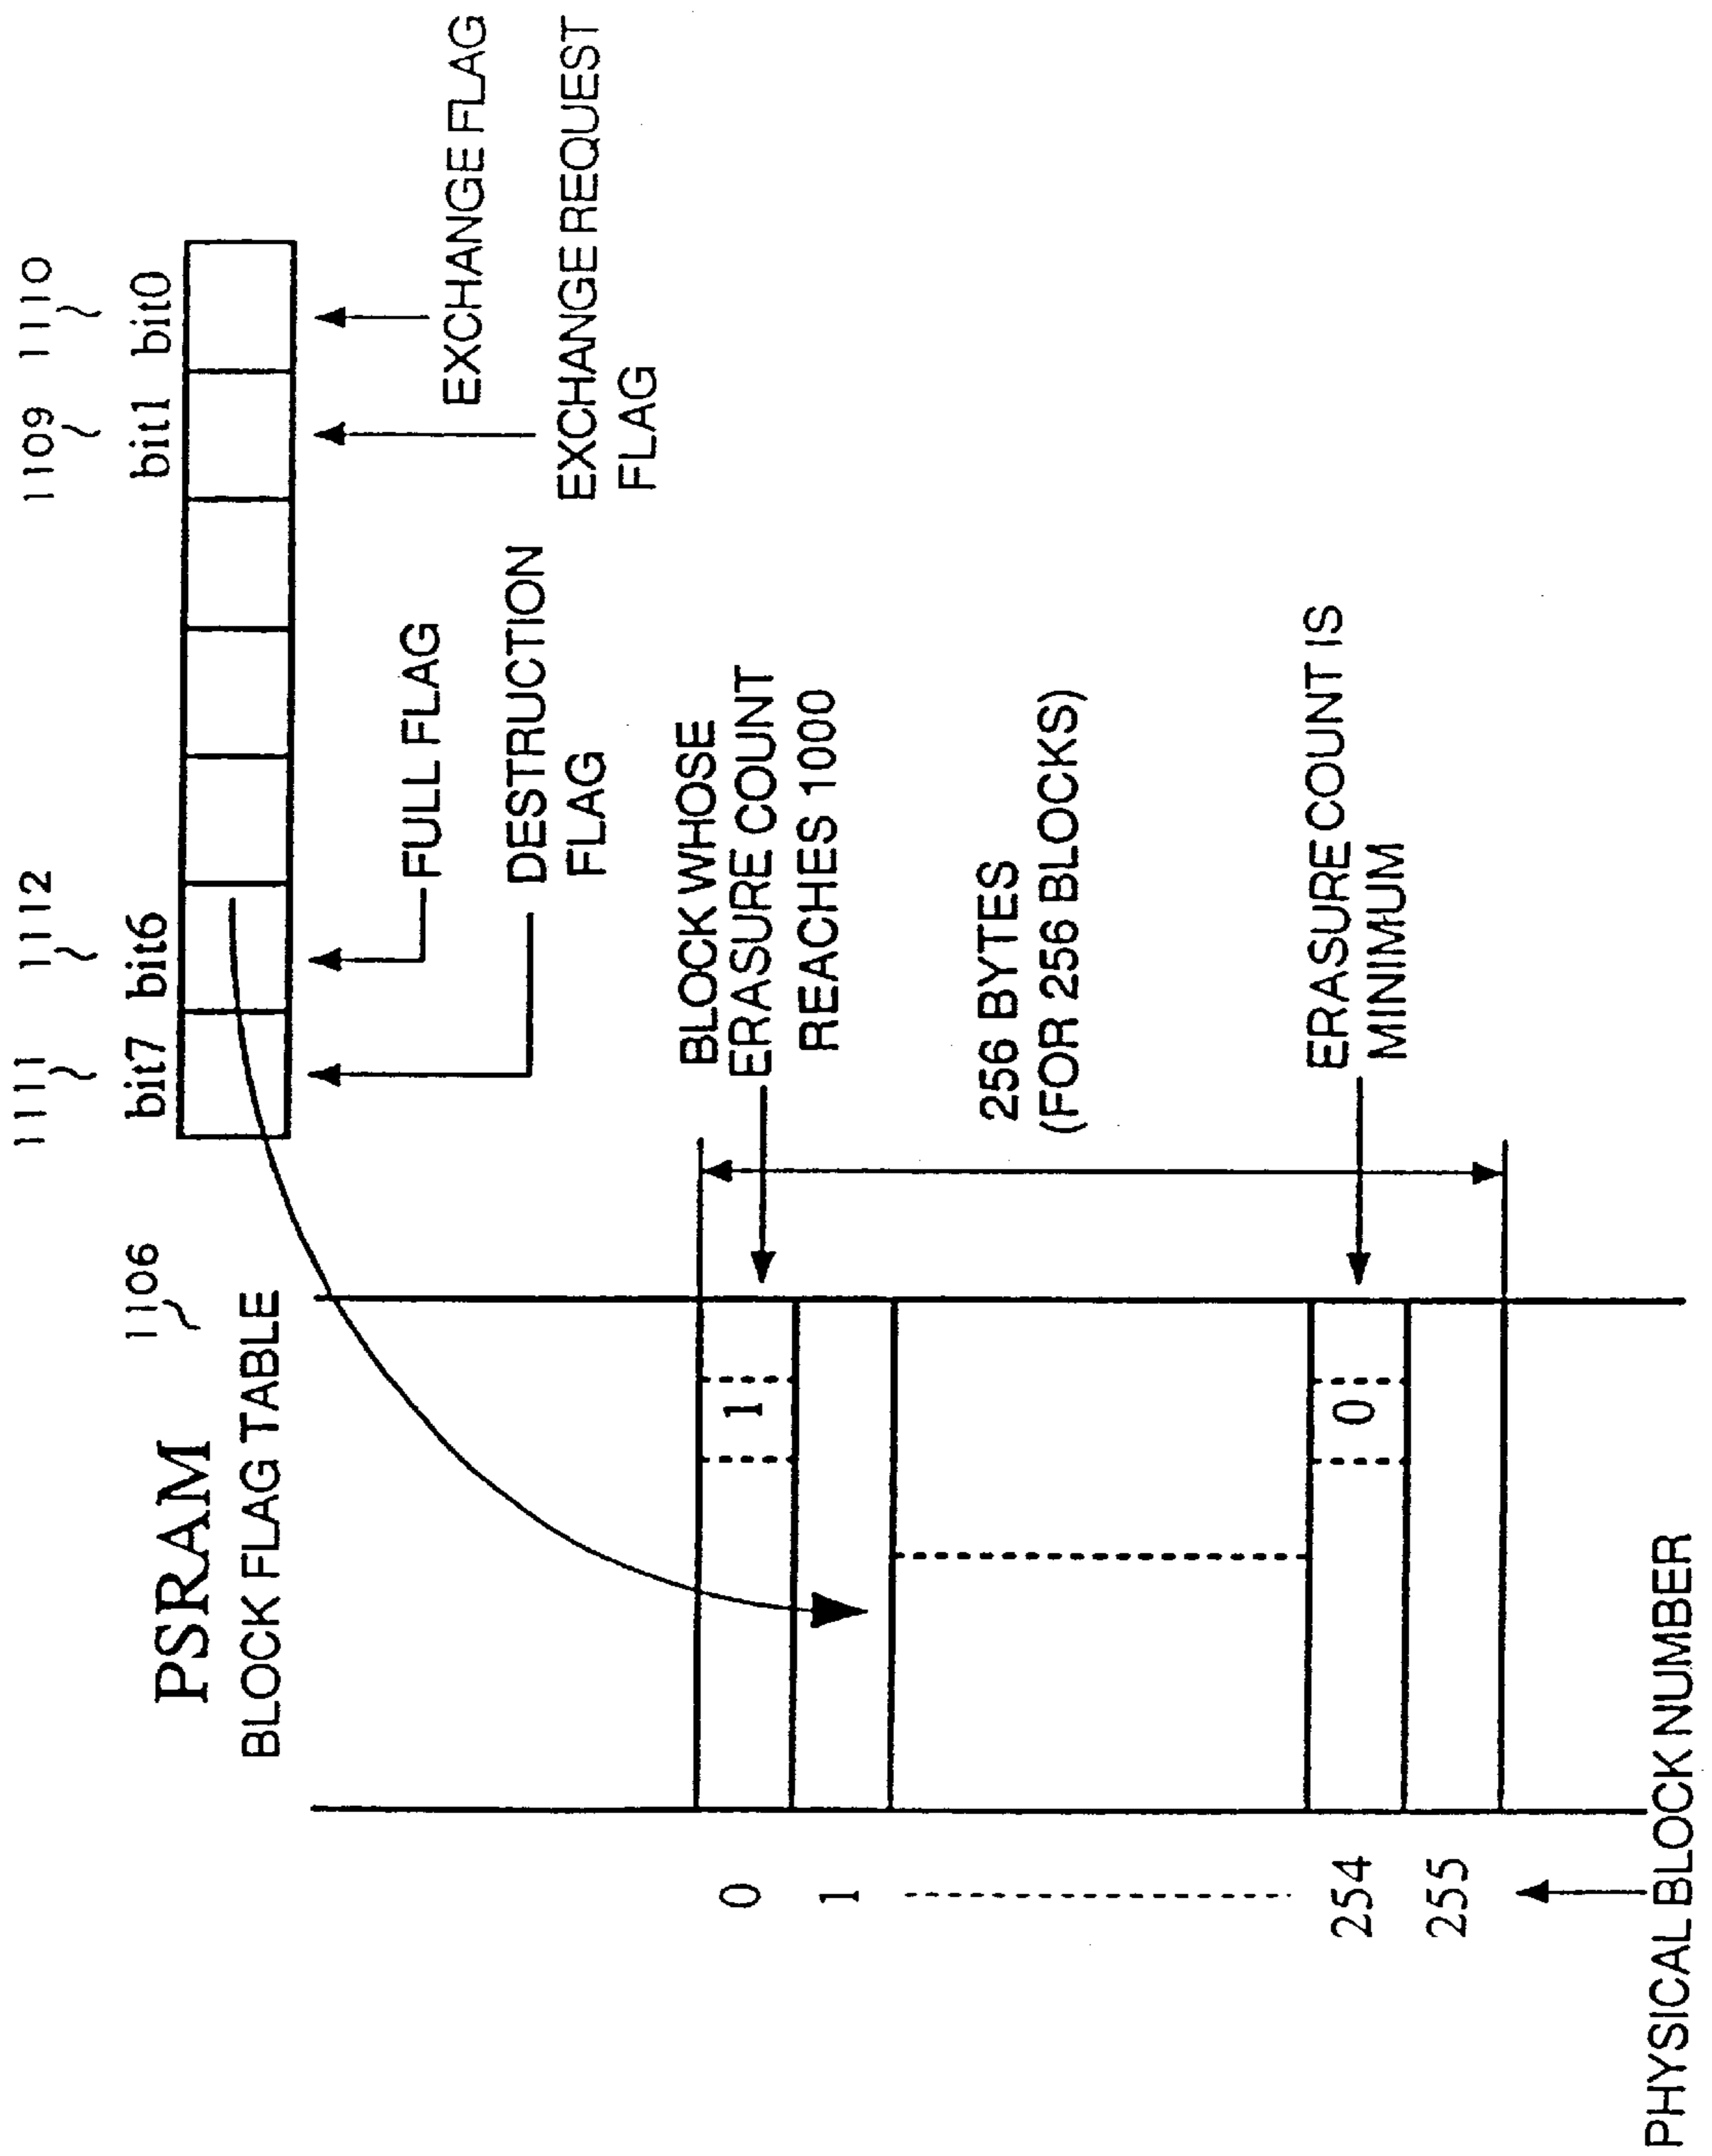 1111 1112 1109 1110
bit7 bit6 bit1 bit0
FULL FLAG
EXCHANGE FLAG
DESTRUCTION
FLAG
EXCHANGE REQUEST
FLAG
1106
PSRAM
BLOCK FLAG TABLE
BLOCK WHOSE
ERASURE COUNT
REACHES 1000
0 1
1
256 BYTES
(FOR 256 BLOCKS)
254 0
ERASURE COUNT IS
MINIMUM
255
PHYSICAL BLOCK NUMBER